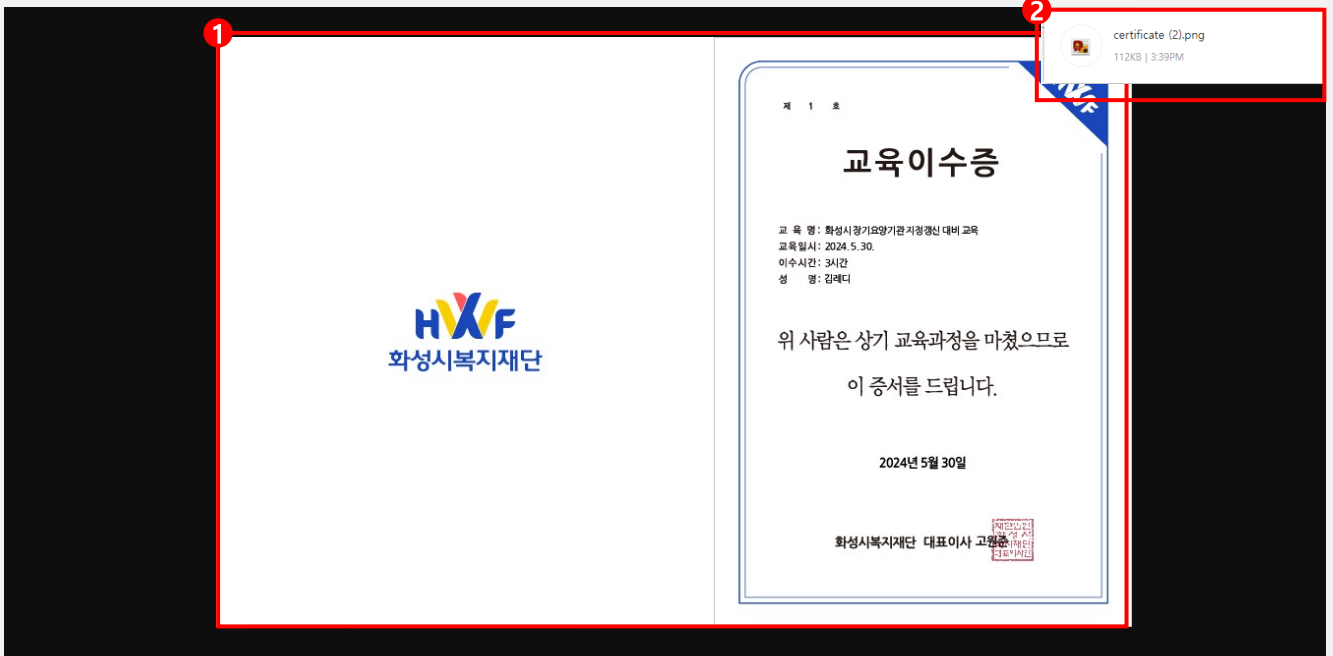 1
2
certificate (2).png
112KB | 3:39PM
HWF
화성시복지재단
제 1 호
교육이수증
교 육 명 : 화성시 장기요양기관 지정갱신 대비 교육
교육일시 : 2024.5.30.
이수시간 : 3시간
성 명 : 김레디
위 사람은 상기 교육과정을 마쳤으므로
이 증서를 드립니다.
2024년 5월 30일
화성시복지재단 대표이사 고원준